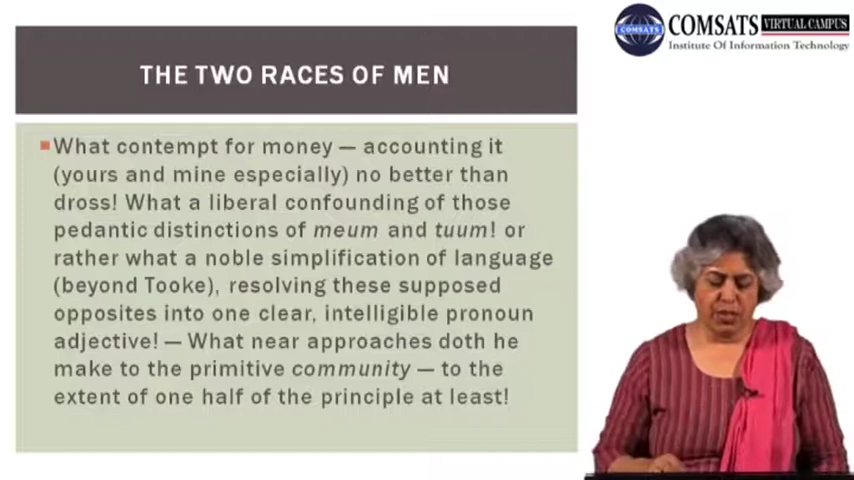 COMSATS VIRTUAL CAMPUS
COMSATS
Institute Of Information Technology
THE TWO RACES OF MEN
What contempt for money — accounting it
(yours and mine especially) no better than
dross! What a liberal confounding of those
pedantic distinctions of meum and tuum! or
rather what a noble simplification of language
(beyond Tooke), resolving these supposed
opposites into one clear, intelligible pronoun
adjective! — What near approaches doth he
make to the primitive community — to the
extent of one half of the principle at least!